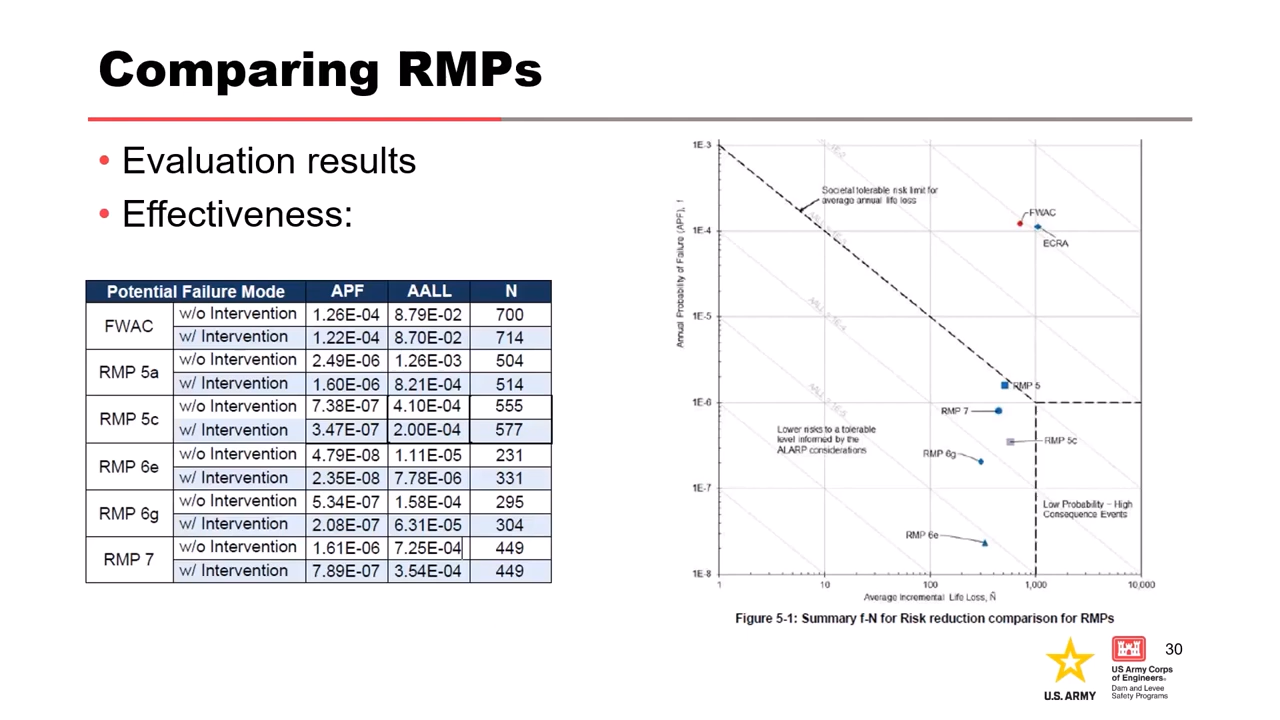 Comparing RMPs
• Evaluation results
• Effectiveness:
Potential Failure Mode APF AALL N
FWAC w/o Intervention 1.26E-04 8.79E-02 700
w/ Intervention 1.22E-04 8.70E-02 714
RMP 5a w/o Intervention 2.49E-06 1.26E-03 504
w/ Intervention 1.60E-06 8.21E-04 514
RMP 5c w/o Intervention 7.38E-07 4.10E-04 555
w/ Intervention 3.47E-07 2.00E-04 577
RMP 6e w/o Intervention 4.79E-08 1.11E-05 231
w/ Intervention 2.35E-08 7.78E-06 331
RMP 6g w/o Intervention 5.34E-07 1.58E-04 295
w/ Intervention 2.08E-07 6.31E-05 304
RMP 7 w/o Intervention 1.61E-06 7.25E-04 449
w/ Intervention 7.89E-07 3.54E-04 449
Annual Probability of Failure (APF), f
1E-3
1E-4
1E-5
1E-6
1E-7
1E-8
Societal tolerable risk limit for
average annual life loss
FWAC
ECRA
RMP 5
RMP 7
Lower risks to a tolerable
level informed by the
ALARP considerations
RMP 5c
RMP 6g
Low Probability – High
Consequence Events
RMP 6e
1 10 100 1,000 10,000
Average Incremental Life Loss, N̄
Figure 5-1: Summary f-N for Risk reduction comparison for RMPs
30
U.S. ARMY
US Army Corps
of Engineers®
Dam and Levee
Safety Programs